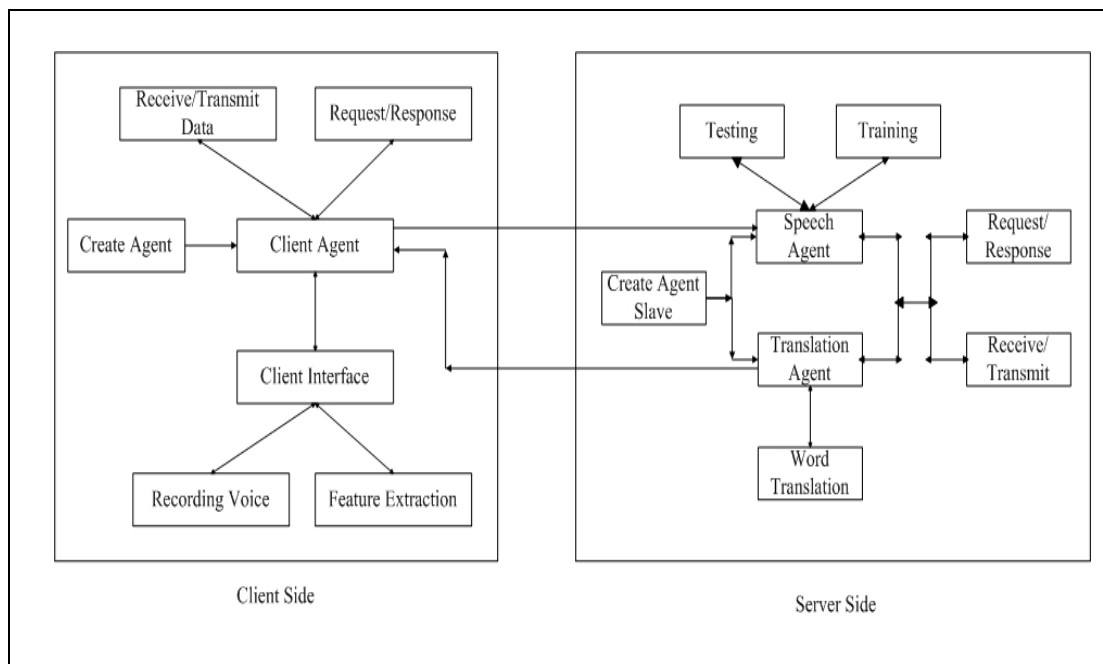 Receive/Transmit
Data
Request/Response
Create Agent
Client Agent
Client Interface
Recording Voice
Feature Extraction
Client Side
Testing
Training
Speech
Agent
Request/
Response
Create Agent
Slave
Translation
Agent
Receive/
Transmit
Word
Translation
Server Side